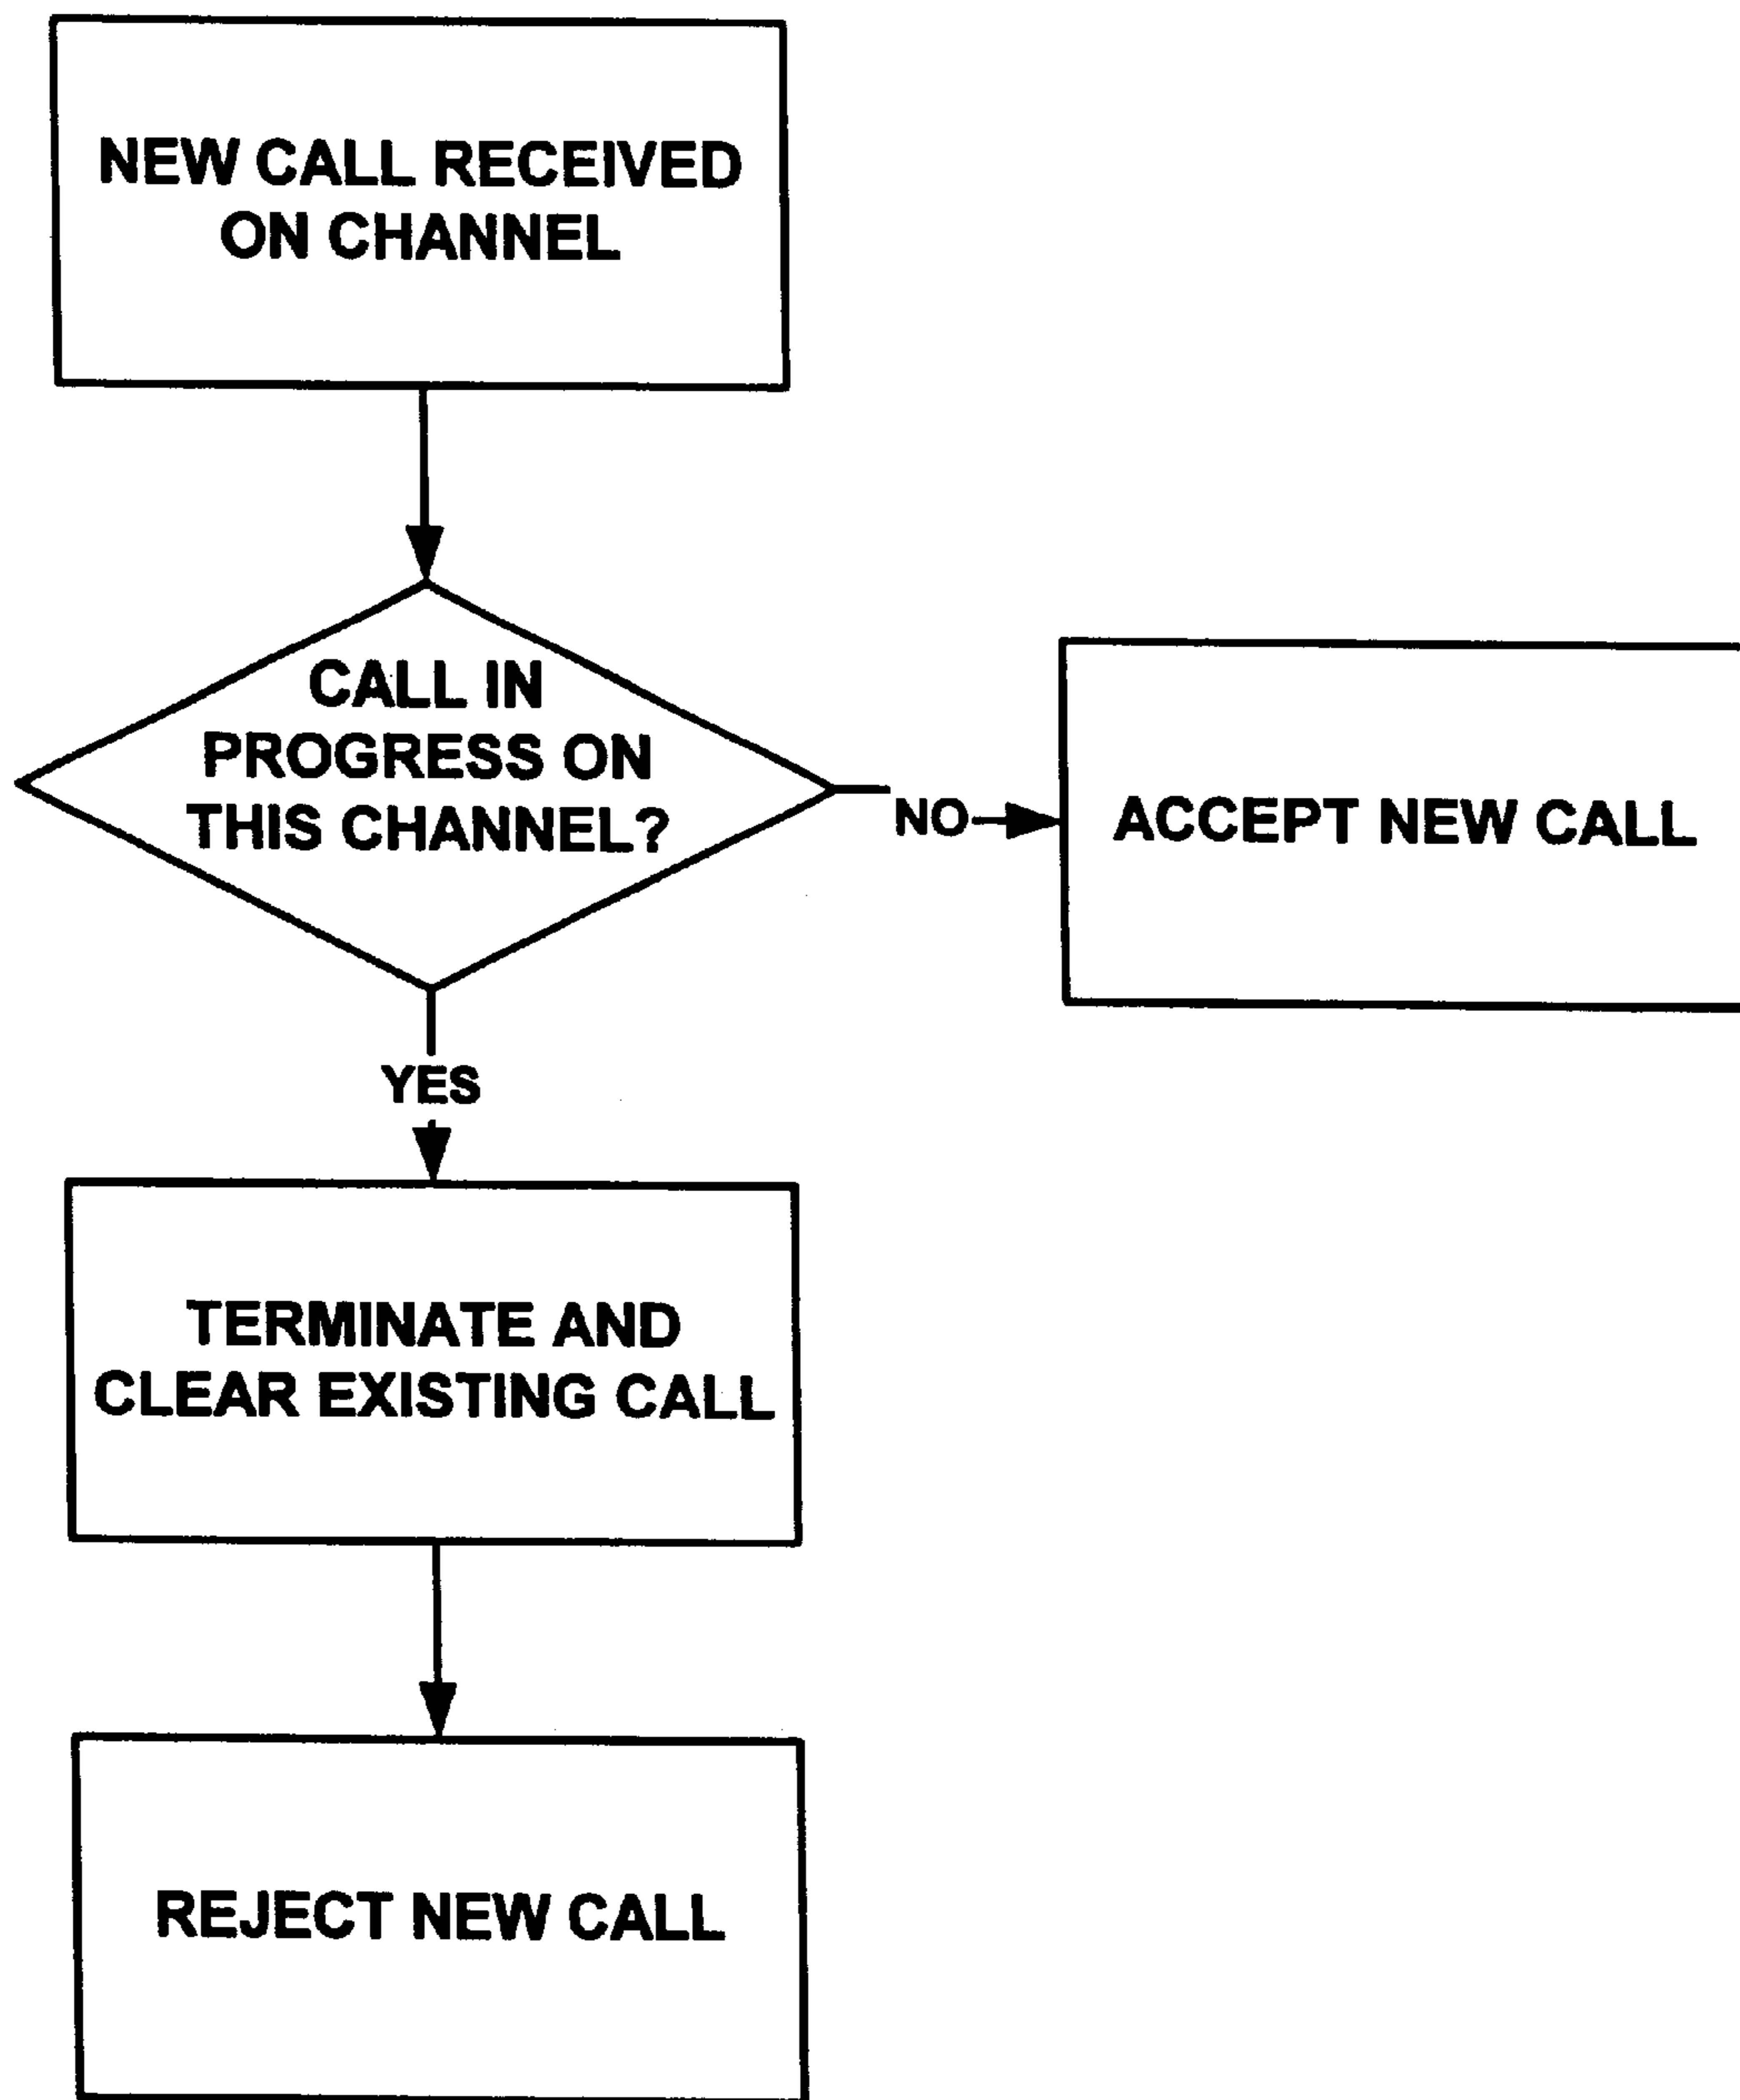 NEW CALL RECEIVED
ON CHANNEL
CALL IN
PROGRESS ON
THIS CHANNEL?
NO
ACCEPT NEW CALL
YES
TERMINATE AND
CLEAR EXISTING CALL
REJECT NEW CALL